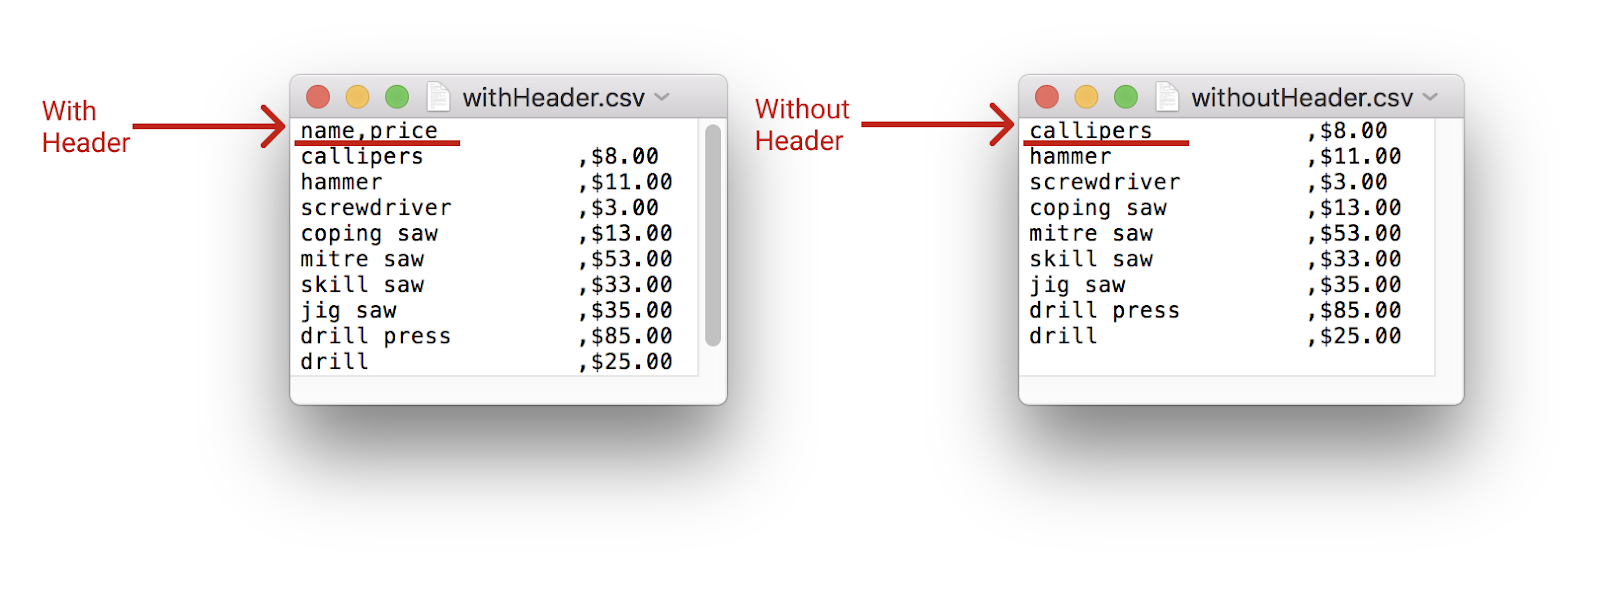 With
Header
withHeader.csv
name,price
callipers ,$8.00
hammer ,$11.00
screwdriver ,$3.00
coping saw ,$13.00
mitre saw ,$53.00
skill saw ,$33.00
jig saw ,$35.00
drill press ,$85.00
drill ,$25.00
Without
Header
withoutHeader.csv
callipers ,$8.00
hammer ,$11.00
screwdriver ,$3.00
coping saw ,$13.00
mitre saw ,$53.00
skill saw ,$33.00
jig saw ,$35.00
drill press ,$85.00
drill ,$25.00